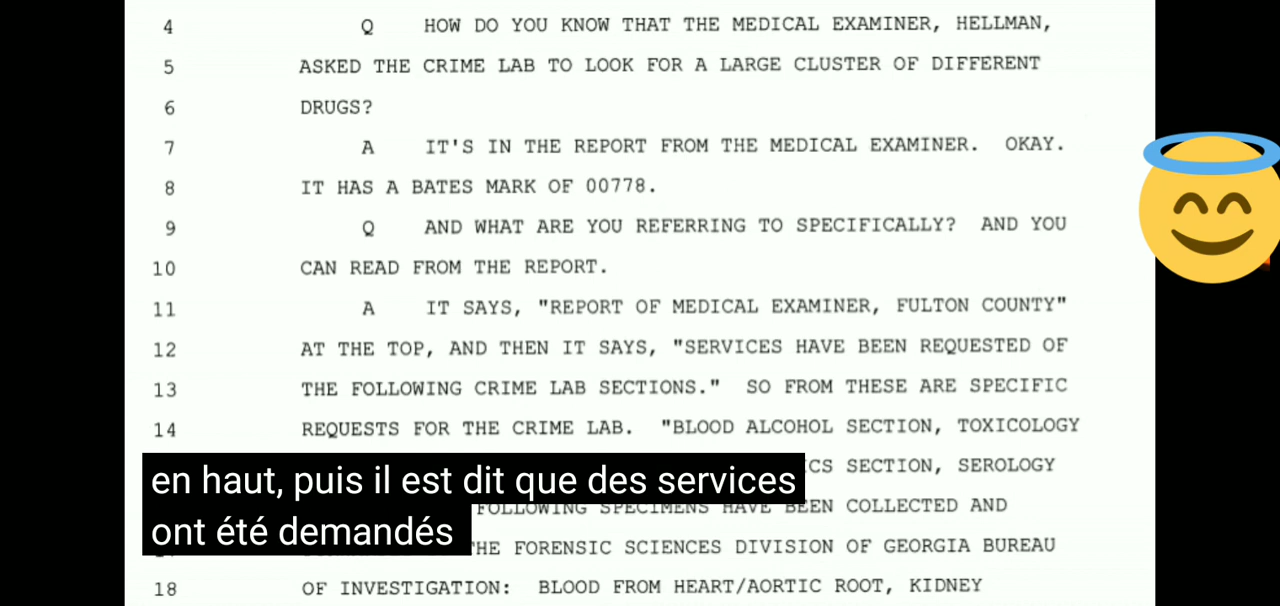 4 Q HOW DO YOU KNOW THAT THE MEDICAL EXAMINER, HELLMAN,
5 ASKED THE CRIME LAB TO LOOK FOR A LARGE CLUSTER OF DIFFERENT
6 DRUGS?
7 A IT'S IN THE REPORT FROM THE MEDICAL EXAMINER. OKAY.
8 IT HAS A BATES MARK OF 00778.
9 Q AND WHAT ARE YOU REFERRING TO SPECIFICALLY? AND YOU
10 CAN READ FROM THE REPORT.
11 A IT SAYS, "REPORT OF MEDICAL EXAMINER, FULTON COUNTY"
12 AT THE TOP, AND THEN IT SAYS, "SERVICES HAVE BEEN REQUESTED OF
13 THE FOLLOWING CRIME LAB SECTIONS." SO FROM THESE ARE SPECIFIC
14 REQUESTS FOR THE CRIME LAB. "BLOOD ALCOHOL SECTION, TOXICOLOGY
SECTION, SEROLOGY
FOLLOWING SPECIMENS HAVE BEEN COLLECTED AND
THE FORENSIC SCIENCES DIVISION OF GEORGIA BUREAU
18 OF INVESTIGATION: BLOOD FROM HEART/AORTIC ROOT, KIDNEY
en haut, puis il est dit que des services
ont été demandés